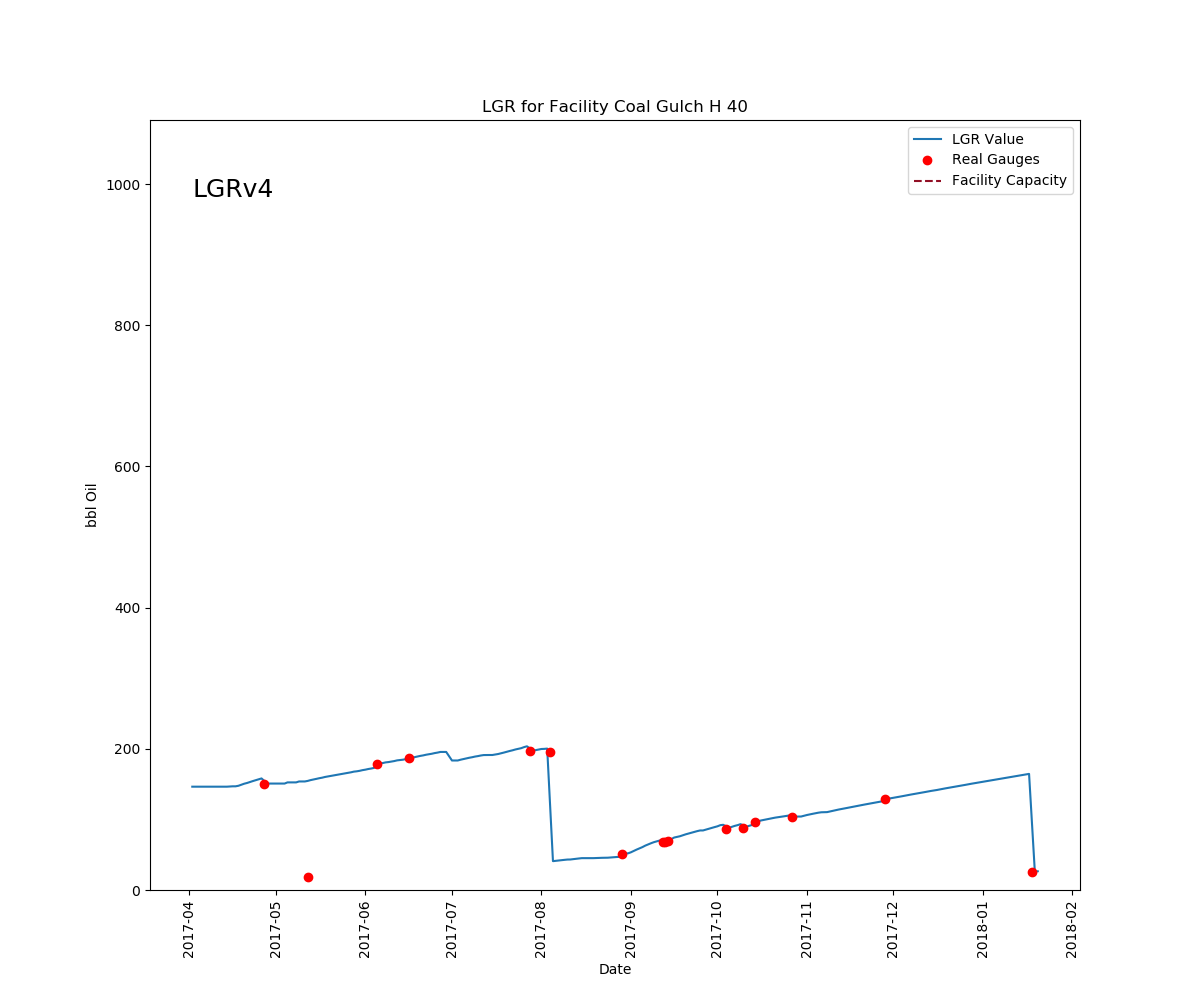 LGR for Facility Coal Gulch H 40
LGR Value
Real Gauges
Facility Capacity
LGRv4
1000
800
600
400
200
0
bbl Oil
2017-04
2017-05
2017-06
2017-07
2017-08
2017-09
2017-10
2017-11
2017-12
2018-01
2018-02
Date